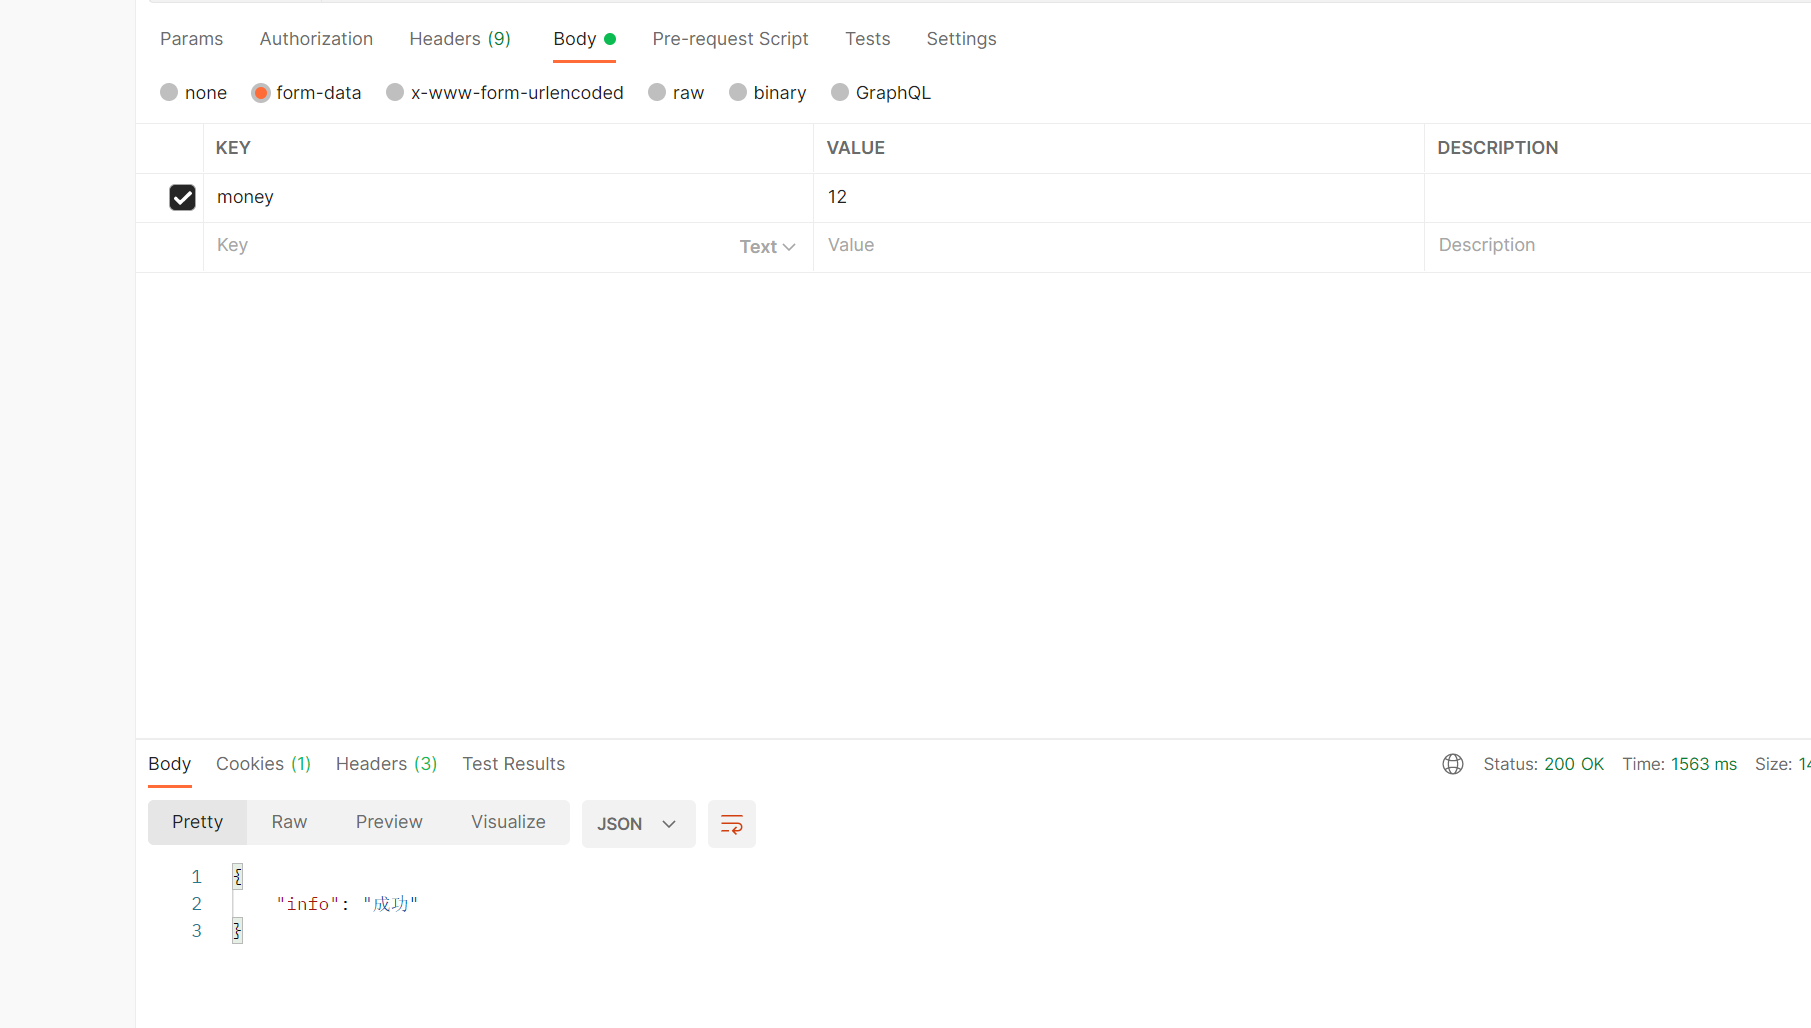 Params Authorization Headers (9) Body Pre-request Script Tests Settings
none form-data x-www-form-urlencoded raw binary GraphQL
KEY VALUE DESCRIPTION
money 12
Key Text Value Description
Body Cookies (1) Headers (3) Test Results Status: 200 OK Time: 1563 ms Size: 14
Pretty Raw Preview Visualize JSON
1 {
2 "info": "成功"
3 }